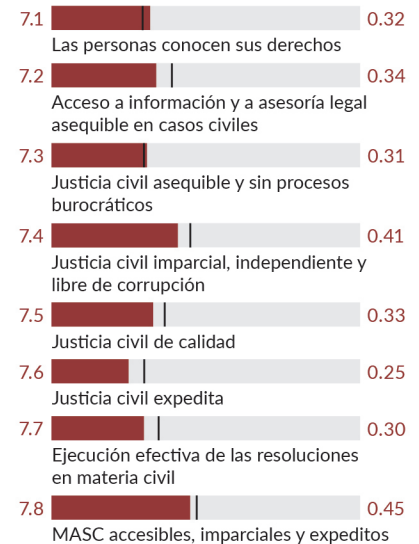 7.1 0.32
Las personas conocen sus derechos
7.2 0.34
Acceso a información y a asesoría legal
asequible en casos civiles
7.3 0.31
Justicia civil asequible y sin procesos
burocráticos
7.4 0.41
Justicia civil imparcial, independiente y
libre de corrupción
7.5 0.33
Justicia civil de calidad
7.6 0.25
Justicia civil expedita
7.7 0.30
Ejecución efectiva de las resoluciones
en materia civil
7.8 0.45
MASC accesibles, imparciales y expeditos